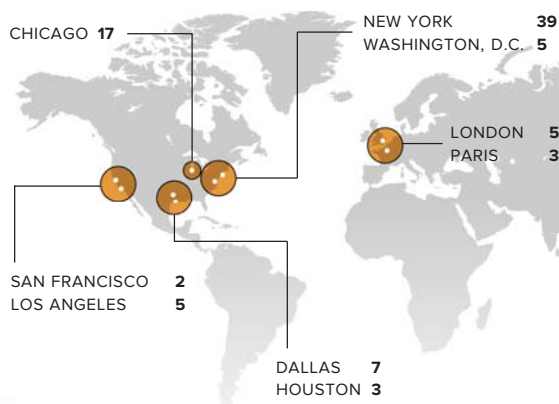 CHICAGO 17
NEW YORK 39
WASHINGTON, D.C. 5
LONDON 5
PARIS 3
SAN FRANCISCO 2
LOS ANGELES 5
DALLAS 7
HOUSTON 3